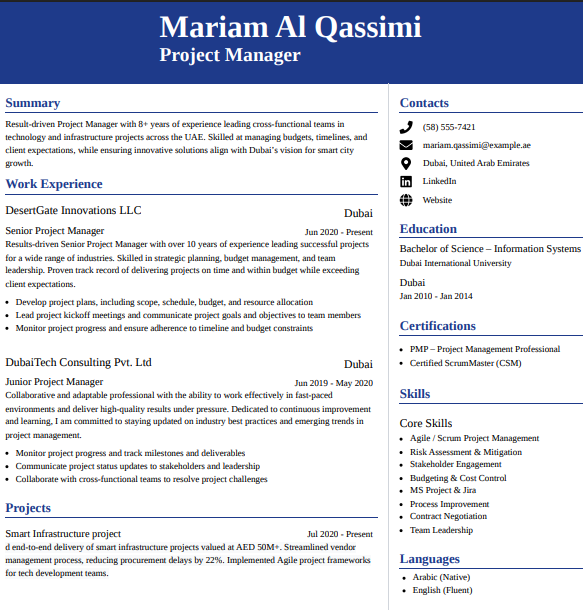 Mariam Al Qassimi
Project Manager
Summary
Result-driven Project Manager with 8+ years of experience leading cross-functional teams in
technology and infrastructure projects across the UAE. Skilled at managing budgets, timelines, and
client expectations, while ensuring innovative solutions align with Dubai's vision for smart city
growth.
Work Experience
DesertGate Innovations LLC
Dubai
Senior Project Manager
Jun 2020 - Present
Results-driven Senior Project Manager with over 10 years of experience leading successful projects
for a wide range of industries. Skilled in strategic planning, budget management, and team
leadership. Proven track record of delivering projects on time and within budget while exceeding
client expectations.
• Develop project plans, including scope, schedule, budget, and resource allocation
• Lead project kickoff meetings and communicate project goals and objectives to team members
• Monitor project progress and ensure adherence to timeline and budget constraints
DubaiTech Consulting Pvt. Ltd
Dubai
Junior Project Manager
Jun 2019 - May 2020
Collaborative and adaptable professional with the ability to work effectively in fast-paced
environments and deliver high-quality results under pressure. Dedicated to continuous improvement
and learning, I am committed to staying updated on industry best practices and emerging trends in
project management.
• Monitor project progress and track milestones and deliverables
• Communicate project status updates to stakeholders and leadership
• Collaborate with cross-functional teams to resolve project challenges
Projects
Smart Infrastructure project
Jul 2020 - Present
d end-to-end delivery of smart infrastructure projects valued at AED 50M+. Streamlined vendor
management process, reducing procurement delays by 22%. Implemented Agile project frameworks
for tech development teams.
Contacts
(58) 555-7421
mariam.qassimi@example.ae
Dubai, United Arab Emirates
LinkedIn
Website
Education
Bachelor of Science – Information Systems
Dubai International University
Dubai
Jan 2010 - Jan 2014
Certifications
• PMP – Project Management Professional
• Certified ScrumMaster (CSM)
Skills
Core Skills
• Agile / Scrum Project Management
• Risk Assessment & Mitigation
• Stakeholder Engagement
• Budgeting & Cost Control
• MS Project & Jira
• Process Improvement
• Contract Negotiation
• Team Leadership
Languages
• Arabic (Native)
• English (Fluent)